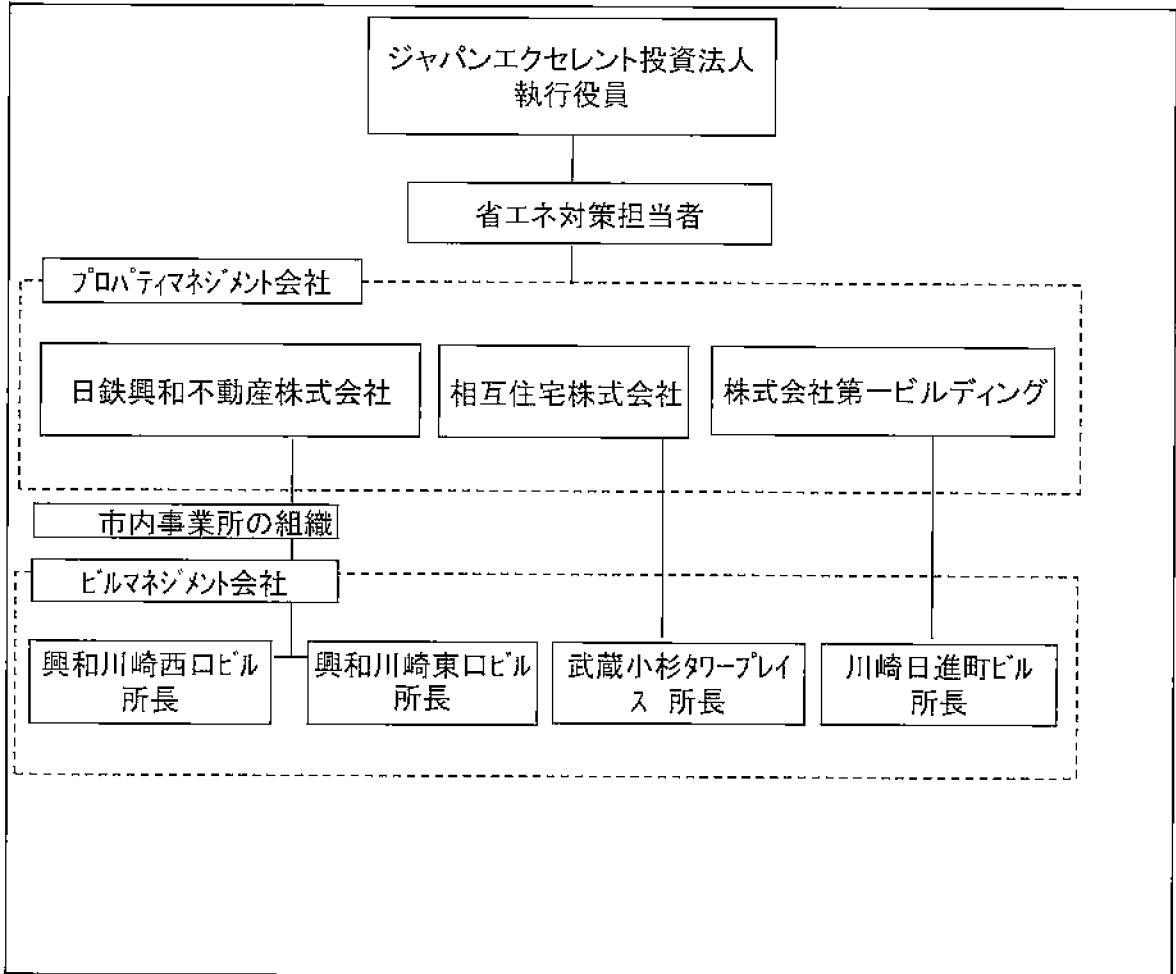 ジャパンエクセレント投資法人
執行役員
省エネ対策担当者
プロパティマネジメント会社
日鉄興和不動産株式会社
相互住宅株式会社
株式会社第一ビルディング
市内事業所の組織
ビルマネジメント会社
興和川崎西口ビル
所長
興和川崎東口ビル
所長
武蔵小杉タワープレイ
ス 所長
川崎日進町ビル
所長